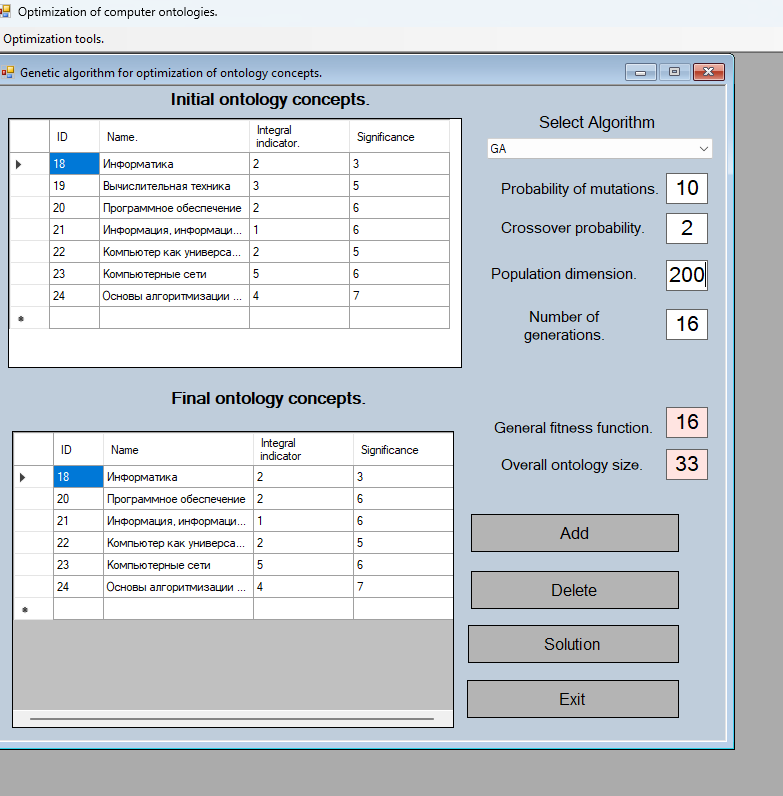 Optimization of computer ontologies.
Optimization tools.
Genetic algorithm for optimization of ontology concepts.
Initial ontology concepts.
ID Name. Integral indicator. Significance
18 Информатика 2 3
19 Вычислительная техника 3 5
20 Программное обеспечение 2 6
21 Информация, информаци... 1 6
22 Компьютер как универса... 2 5
23 Компьютерные сети 5 6
24 Основы алгоритмизации ... 4 7
Select Algorithm
GA
Probability of mutations. 10
Crossover probability. 2
Population dimension. 200
Number of
generations. 16
Final ontology concepts.
ID Name Integral indicator Significance
18 Информатика 2 3
20 Программное обеспечение 2 6
21 Информация, информаци... 1 6
22 Компьютер как универса... 2 5
23 Компьютерные сети 5 6
24 Основы алгоритмизации ... 4 7
General fitness function. 16
Overall ontology size. 33
Add
Delete
Solution
Exit